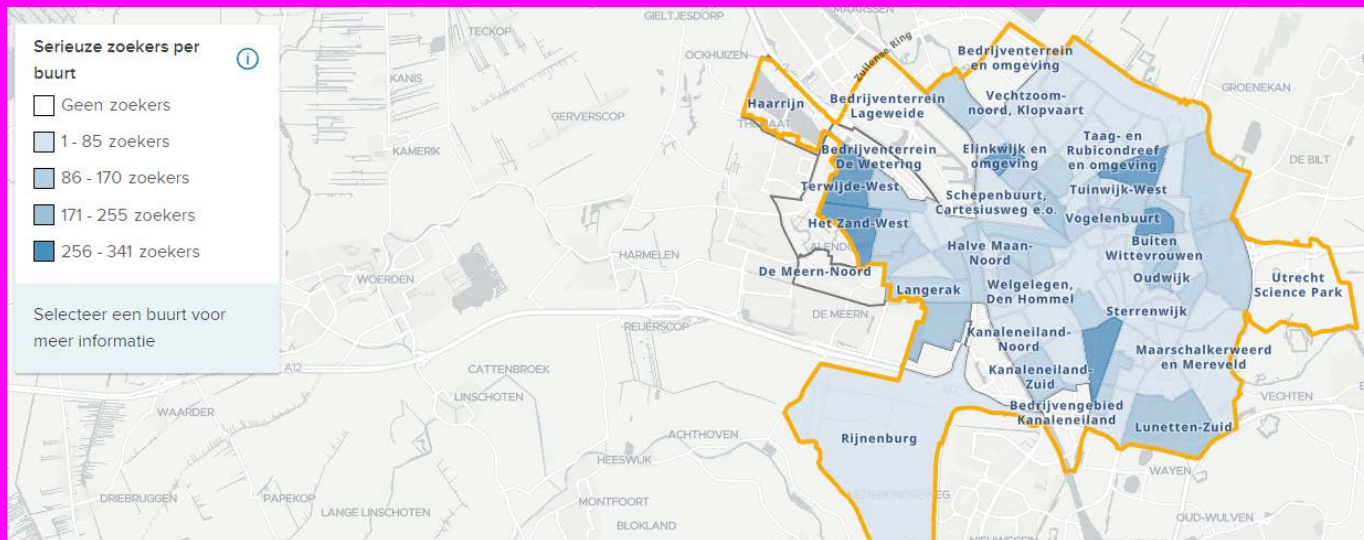 Serieuze zoekers per
buurt
Geen zoekers
1 - 85 zoekers
86 - 170 zoekers
171 - 255 zoekers
256 - 341 zoekers
Selecteer een buurt voor
meer informatie
GIELTJESDORP
MAARSSEN
TECKOP
OCKHUIZEN
Zuilense Ring
Bedrijventerrein
en omgeving
KANIS
GROENEKAN
Haarrijn
Bedrijventerrein
Lageweide
Vechtzoom-
noord, Klopvaart
GERVERSCOP
THEMAAT
KAMERIK
Bedrijventerrein
De Wetering
Elinkwijk en
omgeving
Taag- en
Rubicondreef
en omgeving
DE BILT
Terwijde-West
Schepenbuurt,
Cartesiusweg e.o.
Tuinwijk-West
Het Zand-West
Vogelenbuurt
HARMELEN
Halve Maan-
Noord
Buiten
Wittevrouwen
WOERDEN
De Meern-Noord
Langerak
Welgelegen,
Den Hommel
Oudwijk
Utrecht
Science Park
DE MEERN
Sterrenwijk
REIJERSCOP
Kanaleneiland-
Noord
Maarschalkerweerd
en Mereveld
A12
CATTENBROEK
Kanaleneiland-
Zuid
LINSCHOTEN
VECHTEN
WAARDER
Bedrijvengebied
Kanaleneiland
Lunetten-Zuid
ACHTHOVEN
Rijnenburg
HEESWIJK
WAYEN
DRIEBRUGGEN
PAPEKOP
LANGE LINSCHOTEN
MONTFOORT
BLOKLAND
OUD-WULVEN
NIEUWEGEIN